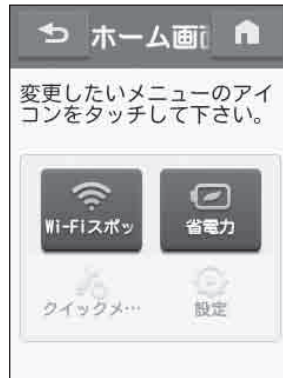 ホーム画
変更したいメニューのアイ
コンをタッチして下さい。
Wi-Fiスポッ
省電力
クイックメ…
設定